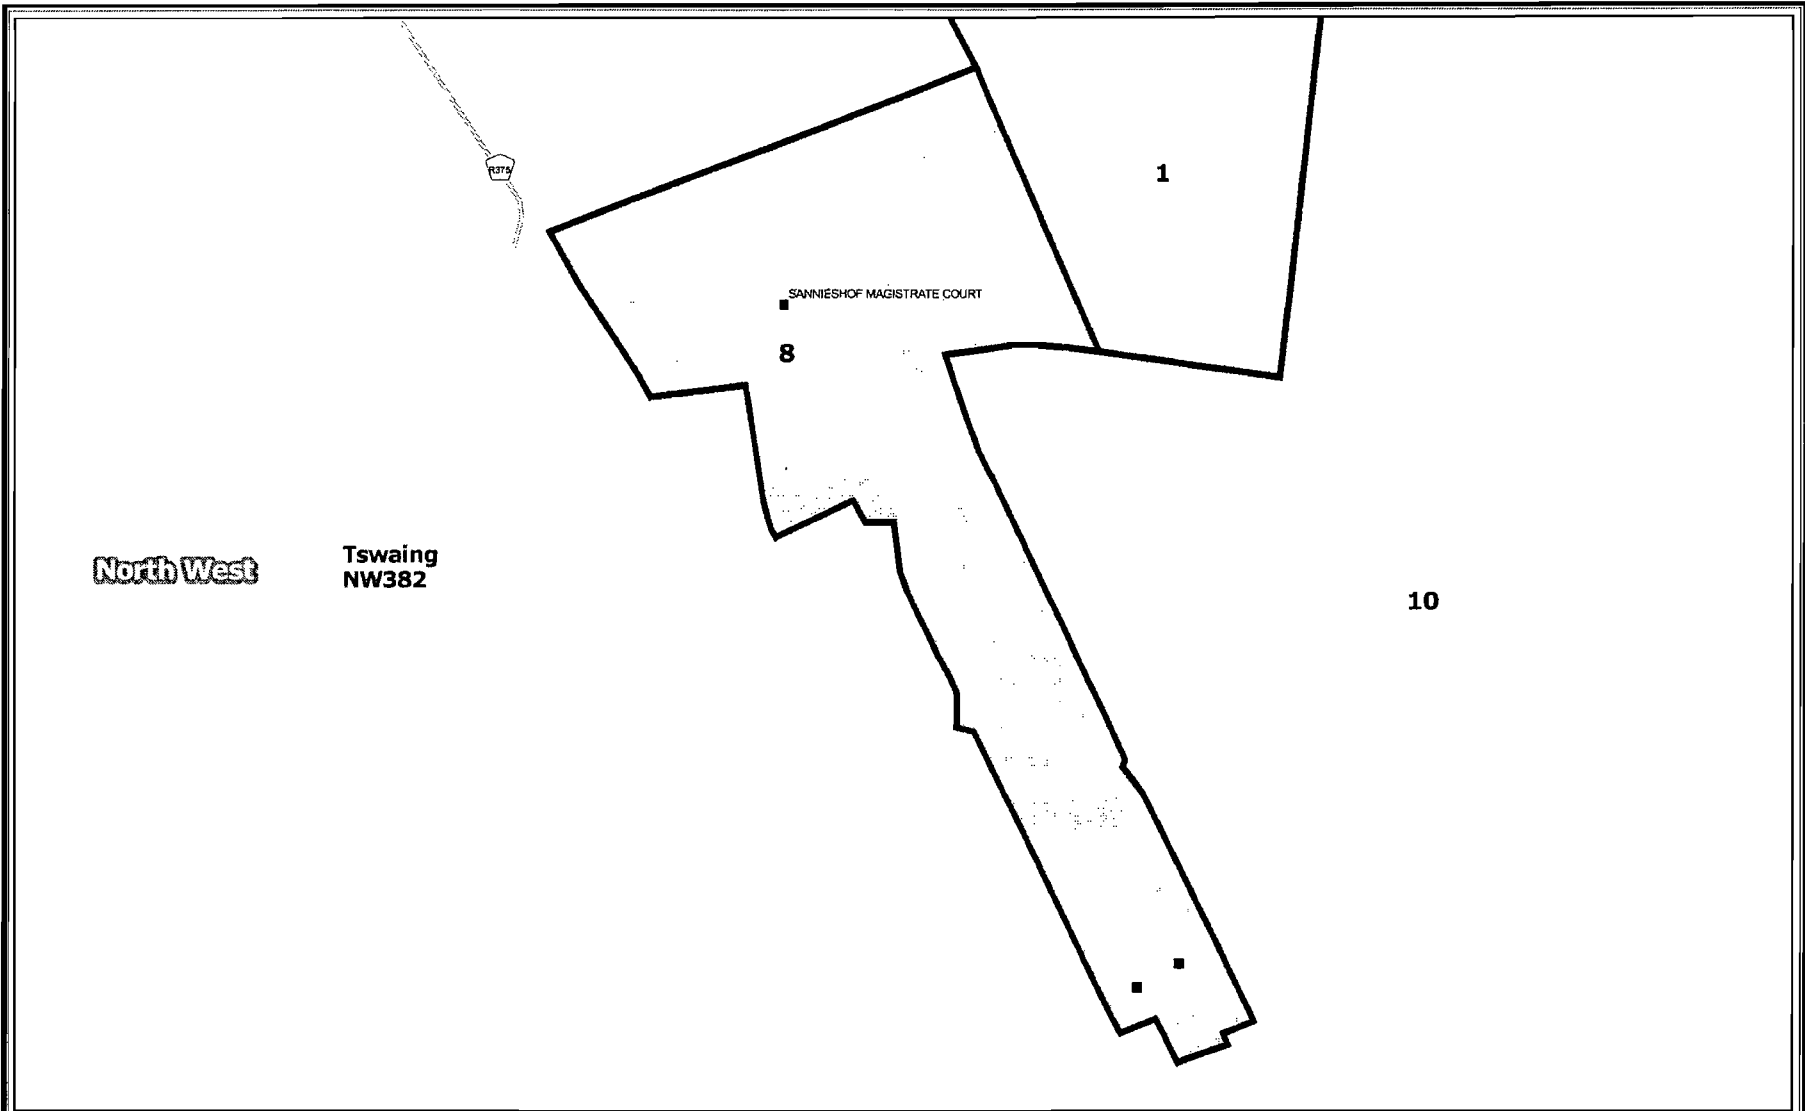 R375
1
SANNIESHOF MAGISTRATE COURT
8
North West
Tswaing
NW382
10